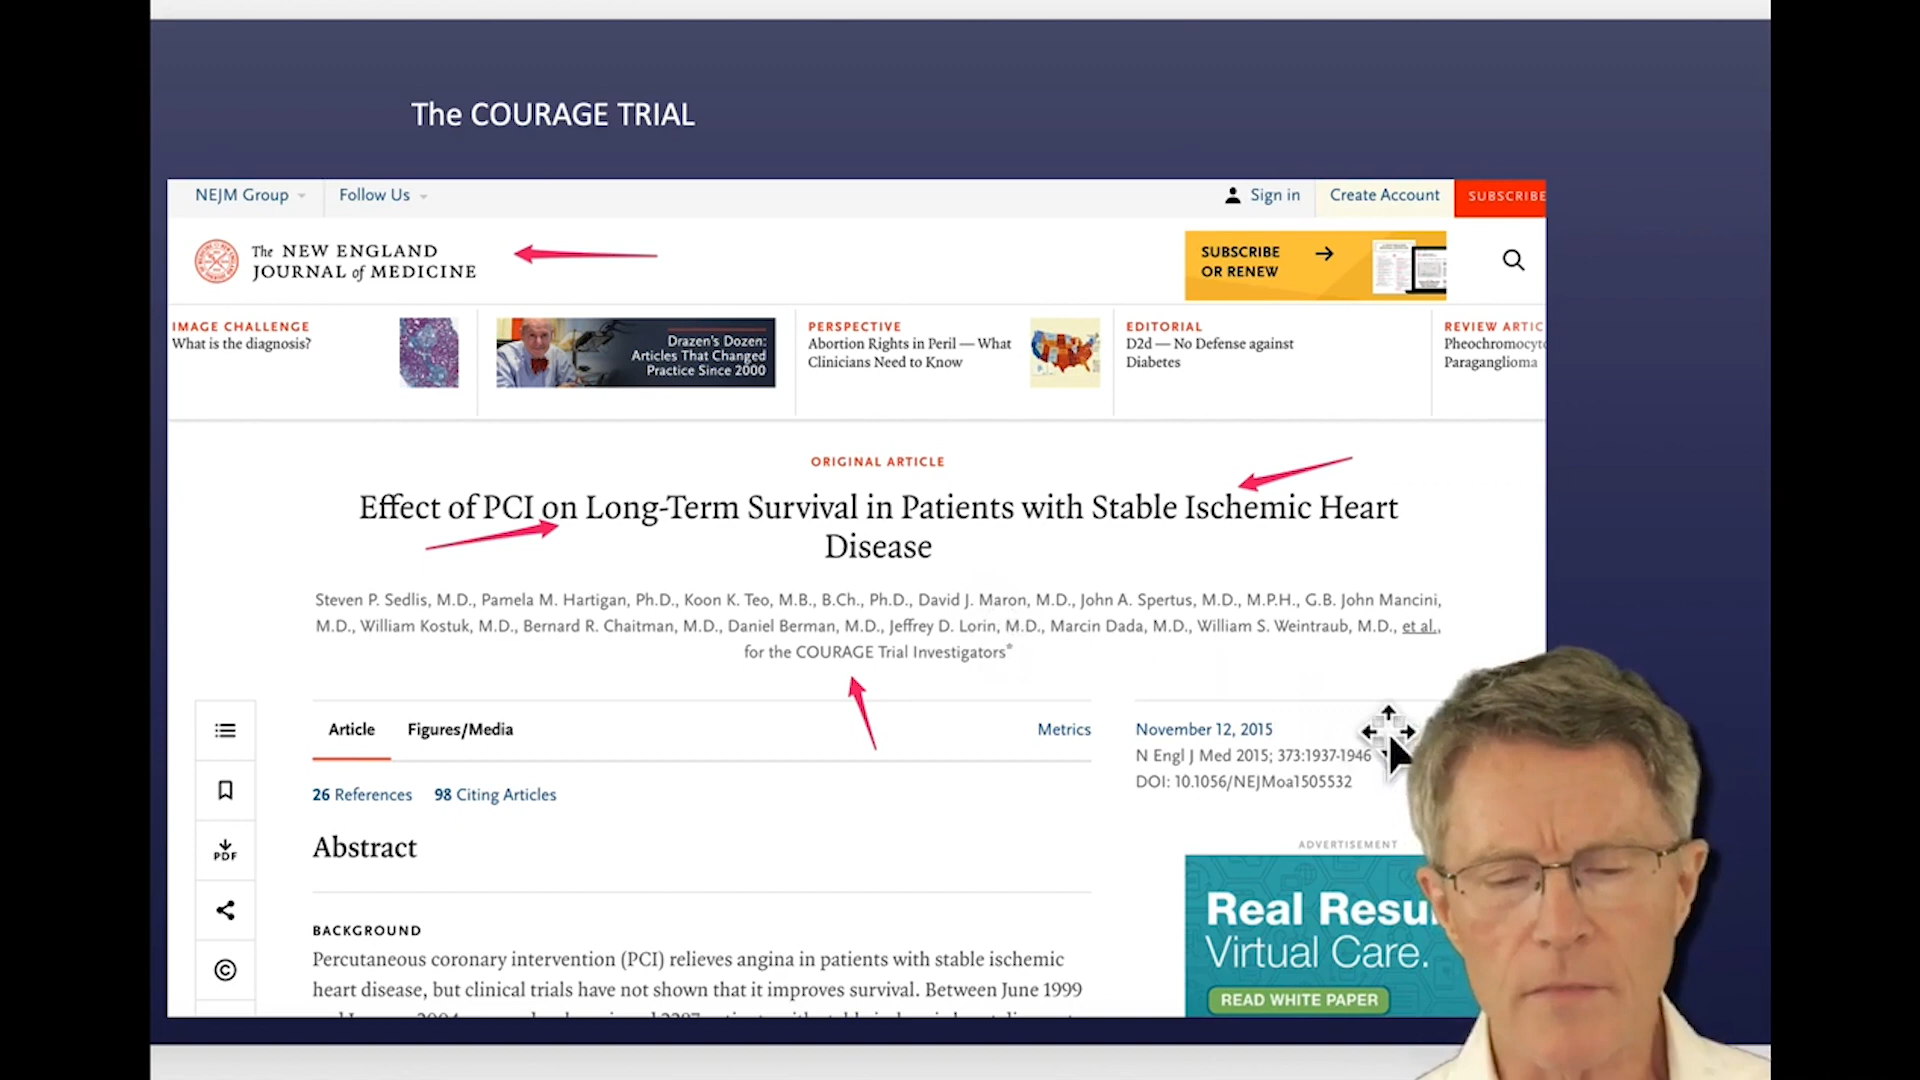 The COURAGE TRIAL
NEJM Group
Follow Us
Sign in
Create Account
SUBSCRIBE
The NEW ENGLAND
JOURNAL of MEDICINE
SUBSCRIBE
OR RENEW
IMAGE CHALLENGE
What is the diagnosis?
Drazen's Dozen:
Articles That Changed
Practice Since 2000
PERSPECTIVE
Abortion Rights in Peril — What
Clinicians Need to Know
EDITORIAL
D2d — No Defense against
Diabetes
REVIEW ARTIC
Pheochromocyto
Paraganglioma
ORIGINAL ARTICLE
Effect of PCI on Long-Term Survival in Patients with Stable Ischemic Heart
Disease
Steven P. Sedlis, M.D., Pamela M. Hartigan, Ph.D., Koon K. Teo, M.B., B.Ch., Ph.D., David J. Maron, M.D., John A. Spertus, M.D., M.P.H., G.B. John Mancini,
M.D., William Kostuk, M.D., Bernard R. Chaitman, M.D., Daniel Berman, M.D., Jeffrey D. Lorin, M.D., Marcin Dada, M.D., William S. Weintraub, M.D., et al.,
for the COURAGE Trial Investigators*
Article
Figures/Media
Metrics
November 12, 2015
N Engl J Med 2015; 373:1937-1946
DOI: 10.1056/NEJMoa1505532
26 References
98 Citing Articles
PDF
Abstract
ADVERTISEMENT
Real Resu
Virtual Care.
READ WHITE PAPER
BACKGROUND
Percutaneous coronary intervention (PCI) relieves angina in patients with stable ischemic
heart disease, but clinical trials have not shown that it improves survival. Between June 1999